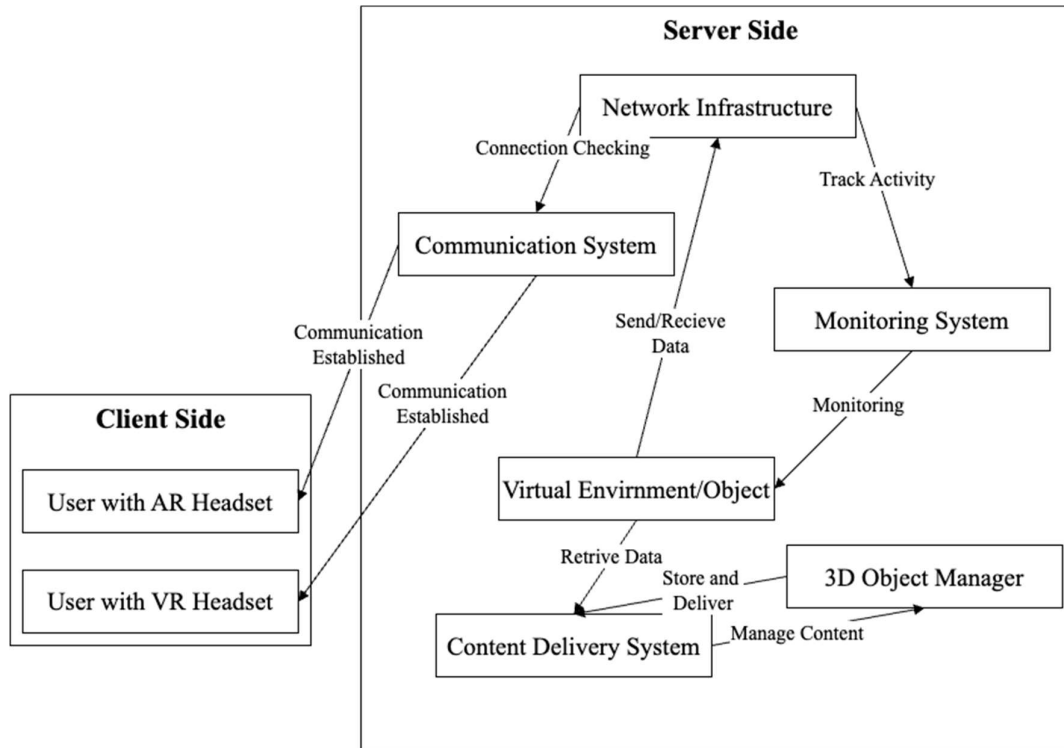 Server Side
Network Infrastructure
Connection Checking
Track Activity
Communication System
Monitoring System
Send/Recieve
Data
Communication
Established
Communication
Established
Monitoring
Client Side
User with AR Headset
User with VR Headset
Virtual Envirnment/Object
Retrive Data
Store and
Deliver
3D Object Manager
Content Delivery System
Manage Content